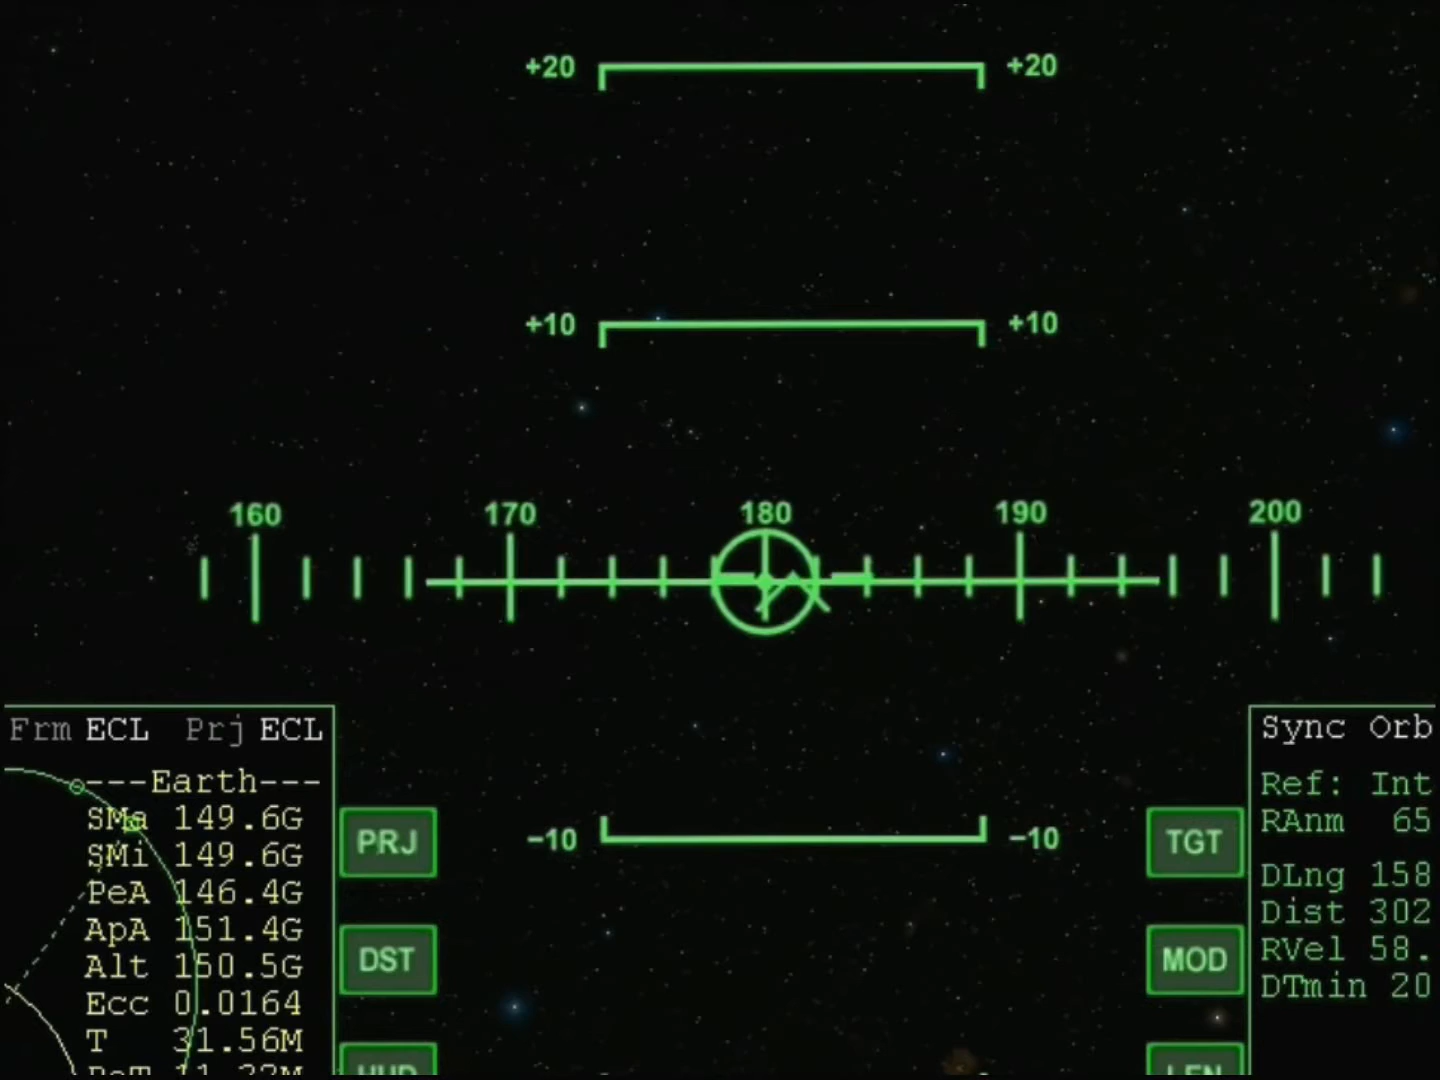 +20 +20
+10 +10
160 170 180 190 200
Frm ECL Prj ECL
---Earth---
SMa 149.6G
SMi 149.6G
PeA 146.4G
ApA 151.4G
Alt 150.5G
Ecc 0.0164
T 31.56M
PRJ
DST
HUD
-10 -10
TGT
MOD
Sync Orb
Ref: Int
RAnm 65
DLng 158
Dist 302
RVel 58.
DTmin 20